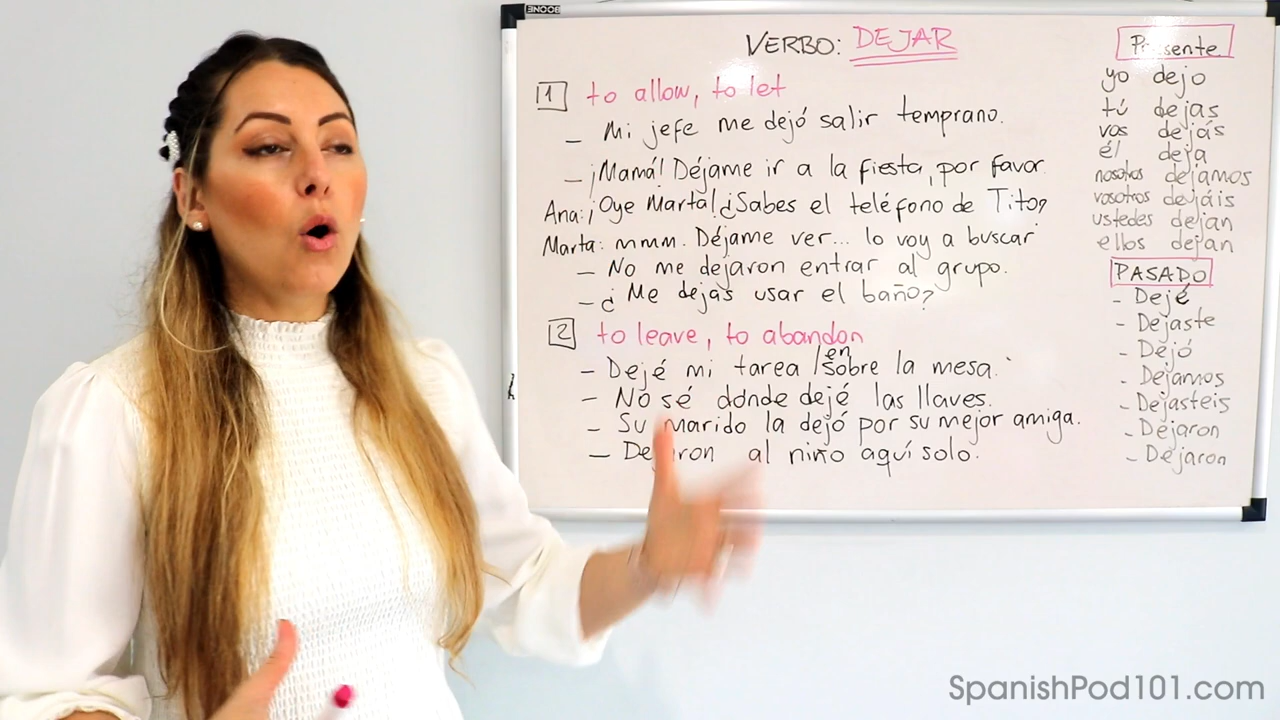 BOONE
VERBO: DEJAR
1 to allow, to let
– Mi jefe me dejó salir temprano.
– ¡Mamá! Déjame ir a la fiesta, por favor
Ana: ¡Oye Marta! ¿Sabes el teléfono de Tito?
Marta: mmm. Déjame ver... lo voy a buscar
– No me dejaron entrar al grupo.
– ¿Me dejas usar el baño?
2 to leave, to abandon
– Dejé mi tarea /en sobre la mesa.
– No sé dónde dejé las llaves.
– Su marido la dejó por su mejor amiga.
– Dejaron al niño aquí solo.
Presente
yo dejo
tú dejas
vos dejás
él deja
nosotros dejamos
vosotros dejáis
ustedes dejan
ellos dejan
PASADO
- Dejé
- Dejaste
- Dejó
- Dejamos
- Dejasteis
- Dejaron
- Dejaron
SpanishPod101.com